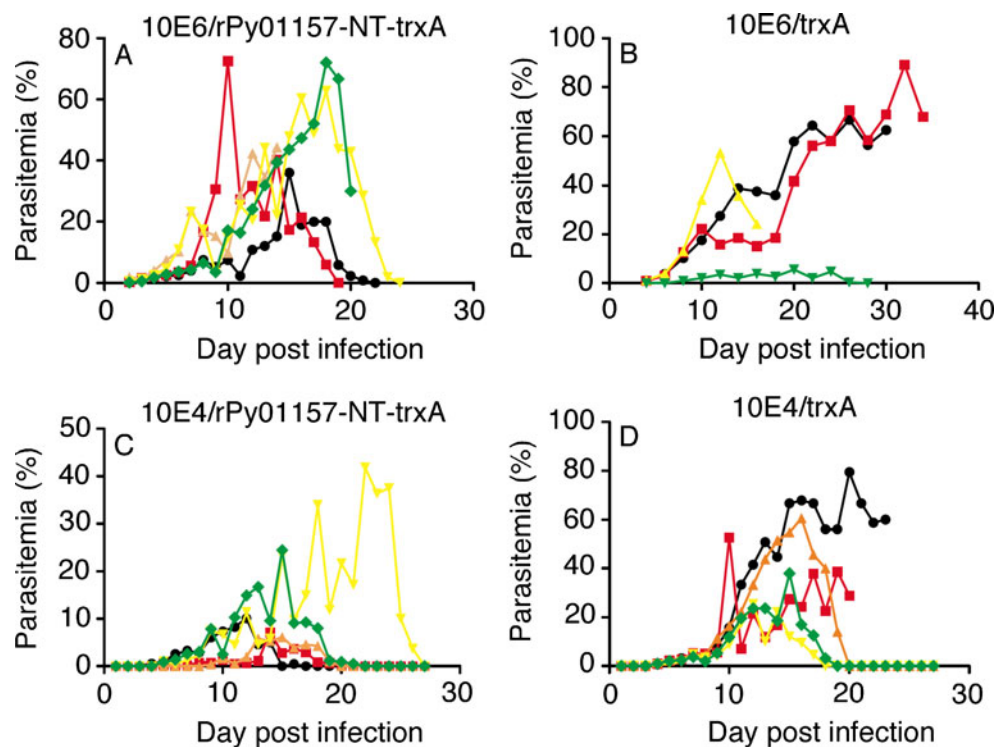 10E6/rPy01157-NT-trxA
A
Parasitemia (%)
80
60
40
20
0
0 10 20 30
Day post infection
10E6/trxA
B
Parasitemia (%)
100
80
60
40
20
0
0 10 20 30 40
Day post infection
10E4/rPy01157-NT-trxA
C
Parasitemia (%)
50
40
30
20
10
0
0 10 20 30
Day post infection
10E4/trxA
D
Parasitemia (%)
100
80
60
40
20
0
0 10 20 30
Day post infection